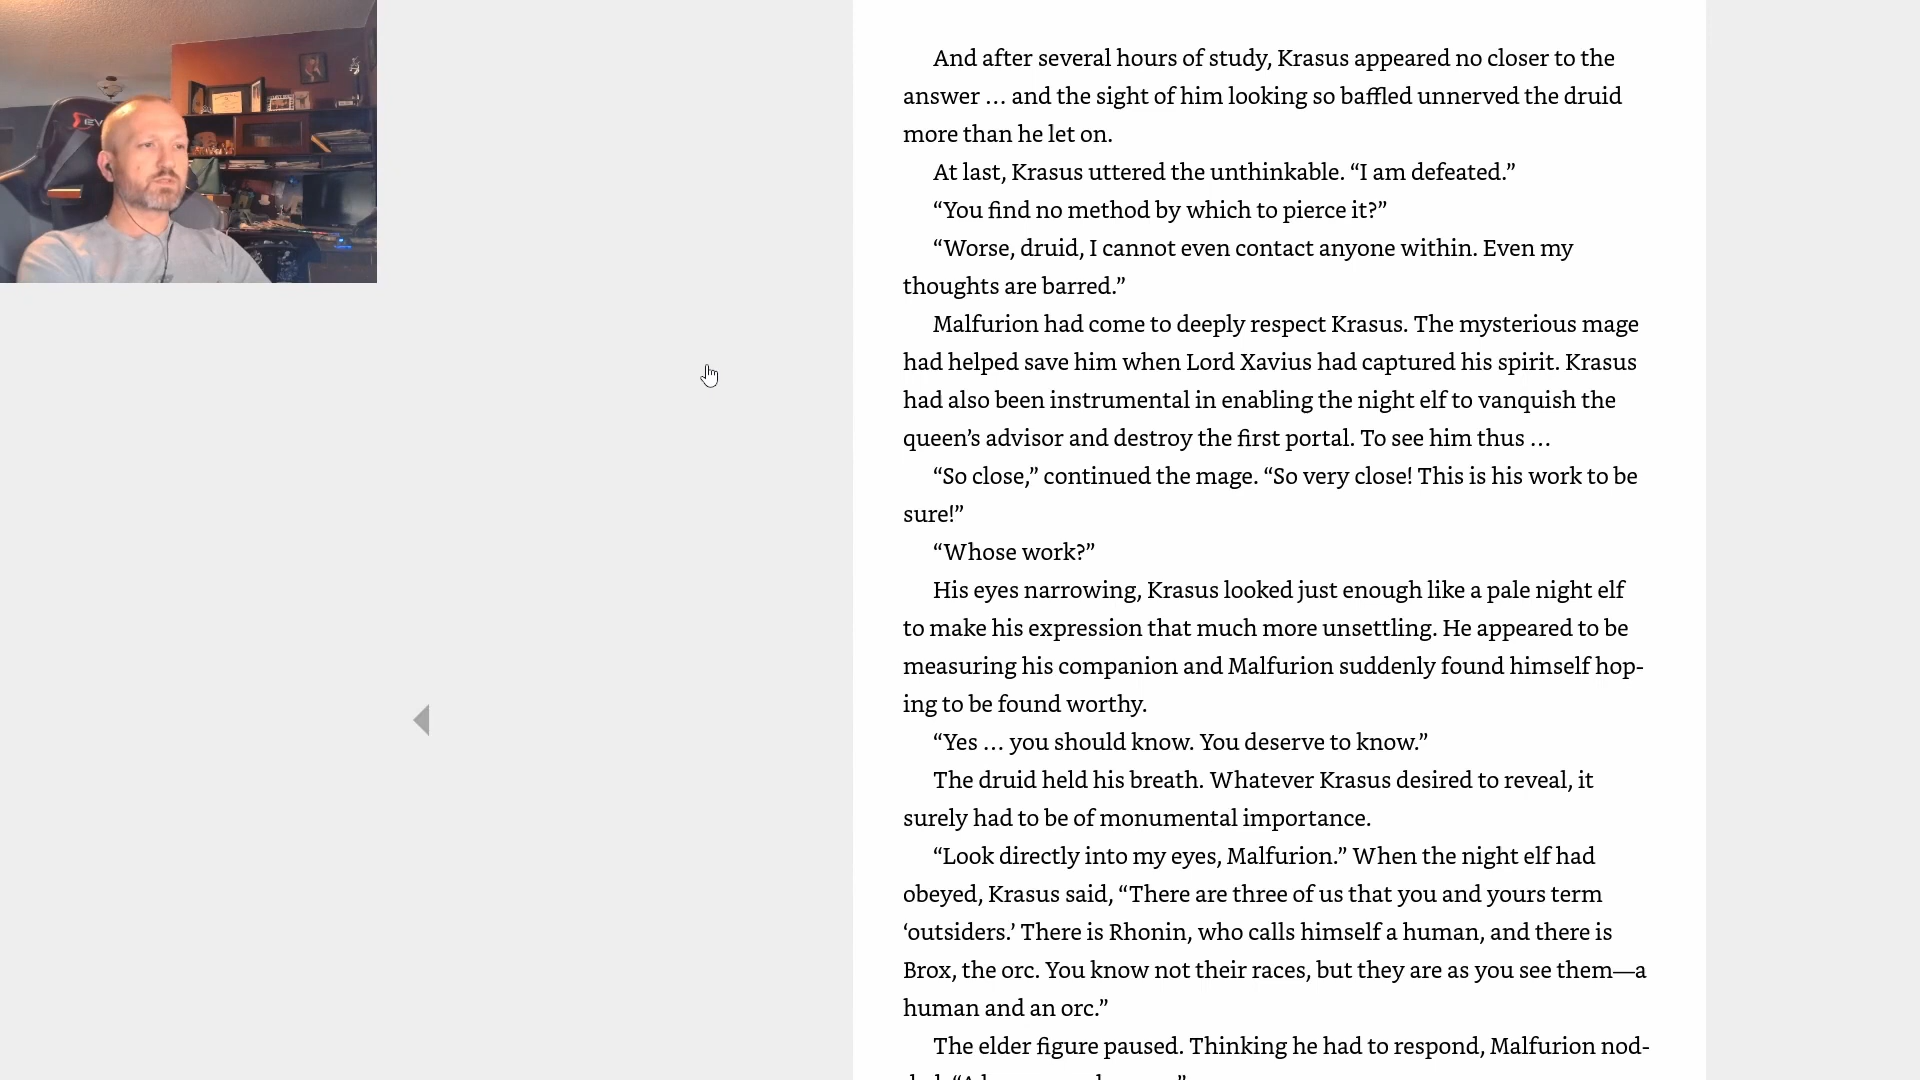 And after several hours of study, Krasus appeared no closer to the
answer … and the sight of him looking so baffled unnerved the druid
more than he let on.
At last, Krasus uttered the unthinkable. “I am defeated.”
“You find no method by which to pierce it?”
“Worse, druid, I cannot even contact anyone within. Even my
thoughts are barred.”
Malfurion had come to deeply respect Krasus. The mysterious mage
had helped save him when Lord Xavius had captured his spirit. Krasus
had also been instrumental in enabling the night elf to vanquish the
queen’s advisor and destroy the first portal. To see him thus …
“So close,” continued the mage. “So very close! This is his work to be
sure!”
“Whose work?”
His eyes narrowing, Krasus looked just enough like a pale night elf
to make his expression that much more unsettling. He appeared to be
measuring his companion and Malfurion suddenly found himself hop-
ing to be found worthy.
“Yes … you should know. You deserve to know.”
The druid held his breath. Whatever Krasus desired to reveal, it
surely had to be of monumental importance.
“Look directly into my eyes, Malfurion.” When the night elf had
obeyed, Krasus said, “There are three of us that you and yours term
‘outsiders.’ There is Rhonin, who calls himself a human, and there is
Brox, the orc. You know not their races, but they are as you see them—a
human and an orc.”
The elder figure paused. Thinking he had to respond, Malfurion nod-